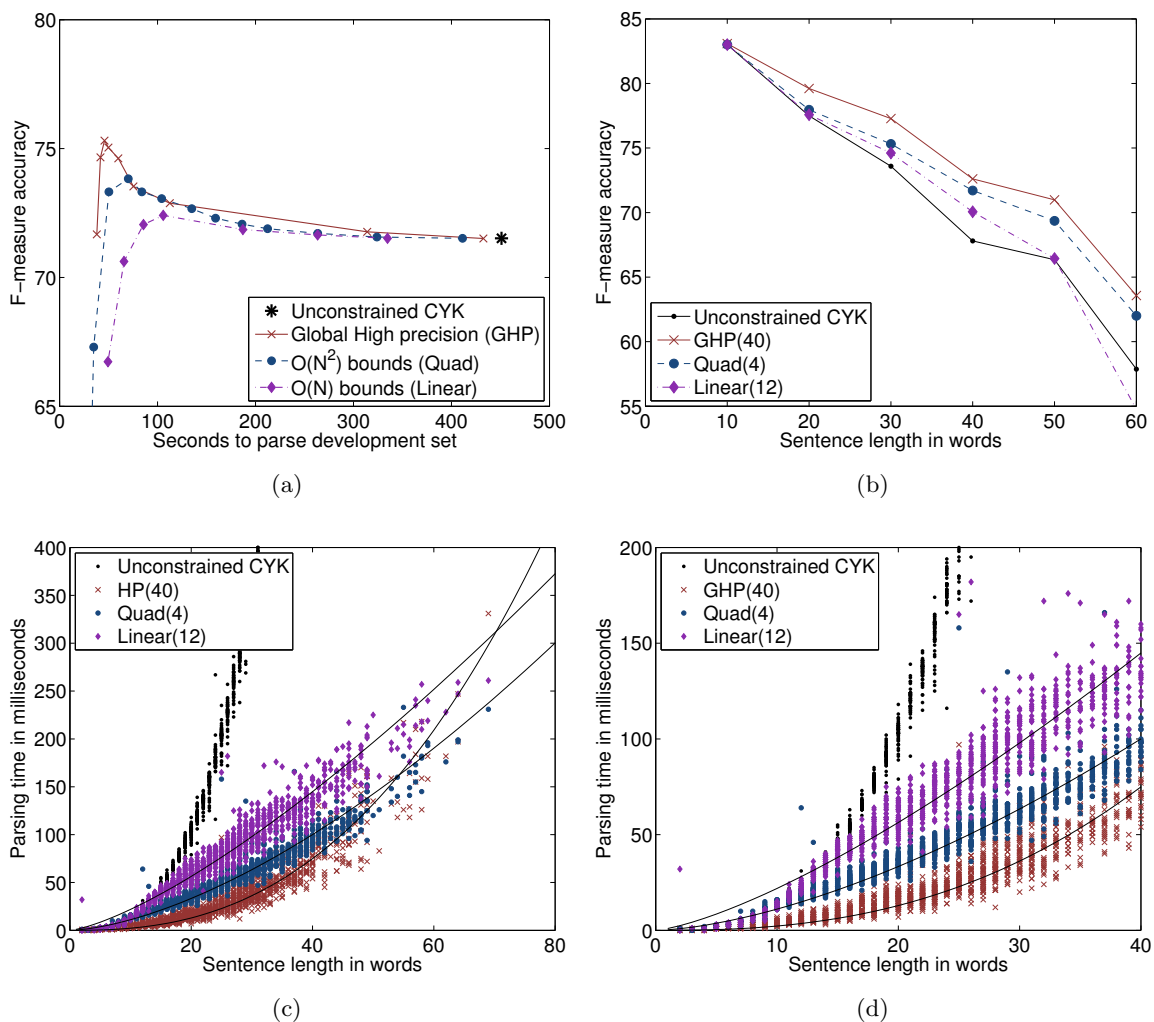 80
75
70
65
F-measure accuracy
0 100 200 300 400 500
Seconds to parse development set
Unconstrained CYK
Global High precision (GHP)
O(N²) bounds (Quad)
O(N) bounds (Linear)
(a)
85
80
75
70
65
60
55
F-measure accuracy
0 10 20 30 40 50 60
Sentence length in words
Unconstrained CYK
GHP(40)
Quad(4)
Linear(12)
(b)
400
350
300
250
200
150
100
50
0
Parsing time in milliseconds
0 20 40 60 80
Sentence length in words
Unconstrained CYK
HP(40)
Quad(4)
Linear(12)
(c)
200
150
100
50
0
Parsing time in milliseconds
0 10 20 30 40
Sentence length in words
Unconstrained CYK
GHP(40)
Quad(4)
Linear(12)
(d)